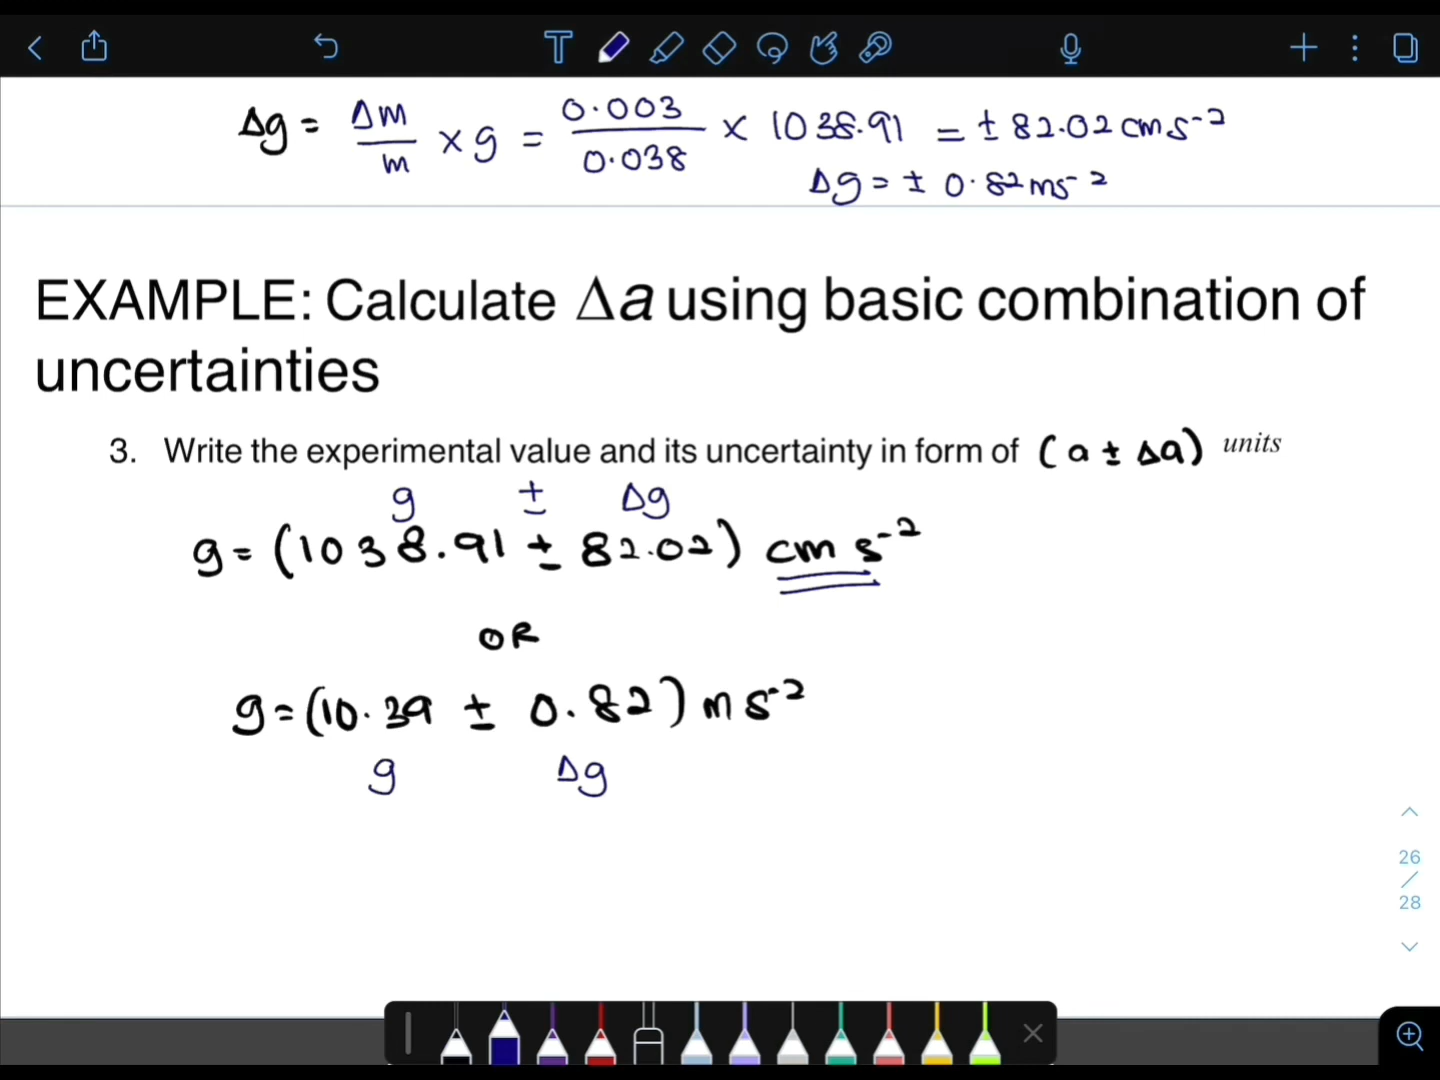 Δg = Δm/m × g = 0.003/0.038 × 1038.91 = ± 82.02 cm s⁻²
Δg = ± 0.82 ms⁻²
EXAMPLE: Calculate Δa using basic combination of
uncertainties
3. Write the experimental value and its uncertainty in form of (a ± Δa) units
g ± Δg
g = (1038.91 ± 82.02) cm s⁻²
OR
g = (10.39 ± 0.82) m s⁻²
g Δg
26
/
28